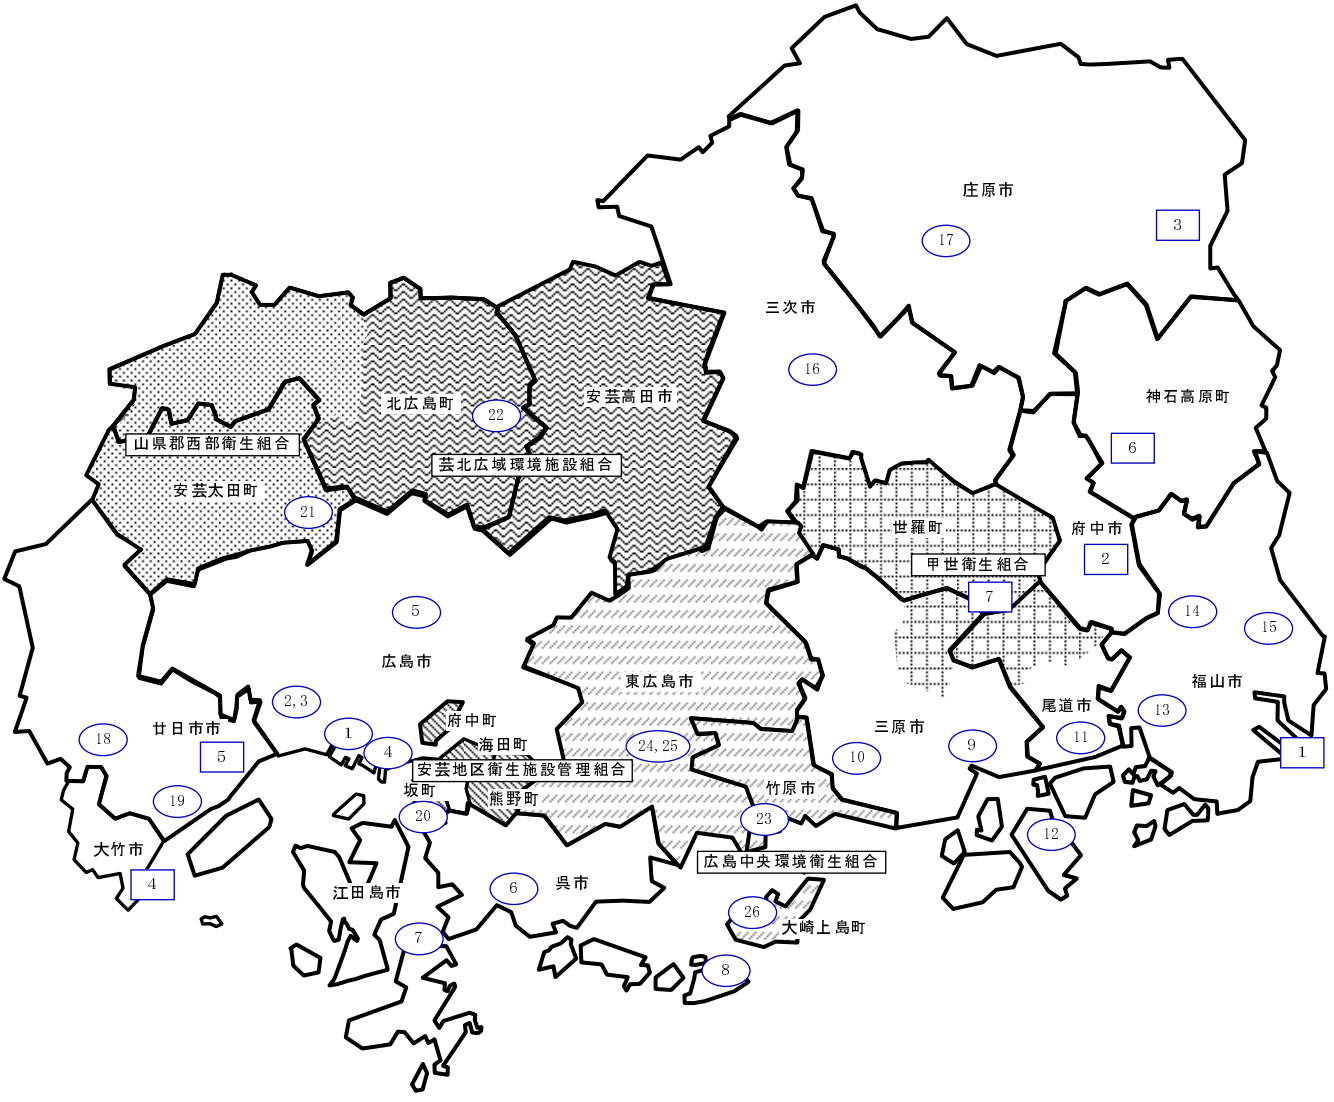 庄原市
3
17
三次市
16
神石高原町
6
北広島町
22
安芸高田市
山県郡西部衛生組合
芸北広域環境施設組合
安芸太田町
21
世羅町
府中市
2
甲世衛生組合
7
5
広島市
14
15
東広島市
福山市
2,3
尾道市
13
府中町
三原市
廿日市市
18
5
1
4
海田町
24,25
10
9
11
1
安芸地区衛生施設管理組合
坂町
熊野町
竹原市
19
20
23
12
大竹市
広島中央環境衛生組合
4
江田島市
6
呉市
26
大崎上島町
7
8